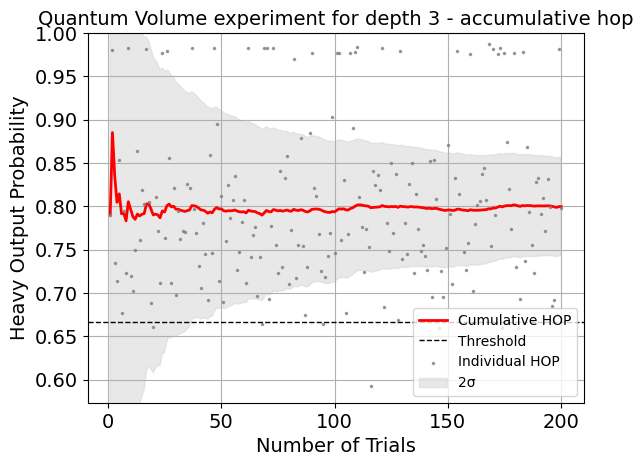 Quantum Volume experiment for depth 3 - accumulative hop
1.00
0.95
0.90
0.85
0.80
0.75
0.70
0.65
0.60
Heavy Output Probability
0
50
100
150
200
Number of Trials
Cumulative HOP
Threshold
Individual HOP
2σ